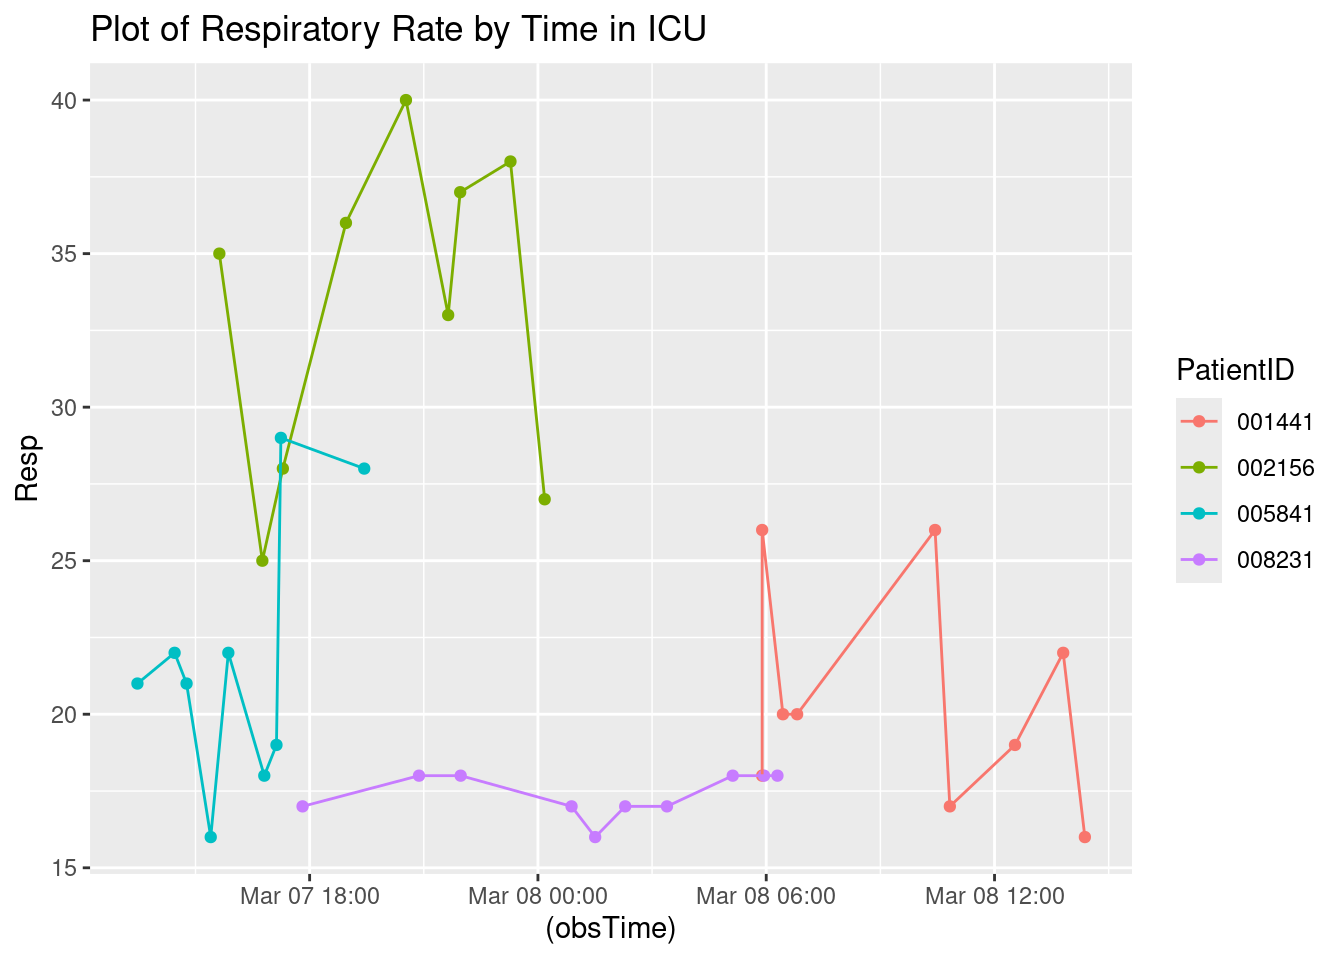 Plot of Respiratory Rate by Time in ICU
40
35
30
25
20
15
Resp
Mar 07 18:00
Mar 08 00:00
Mar 08 06:00
Mar 08 12:00
(obsTime)
PatientID
001441
002156
005841
008231